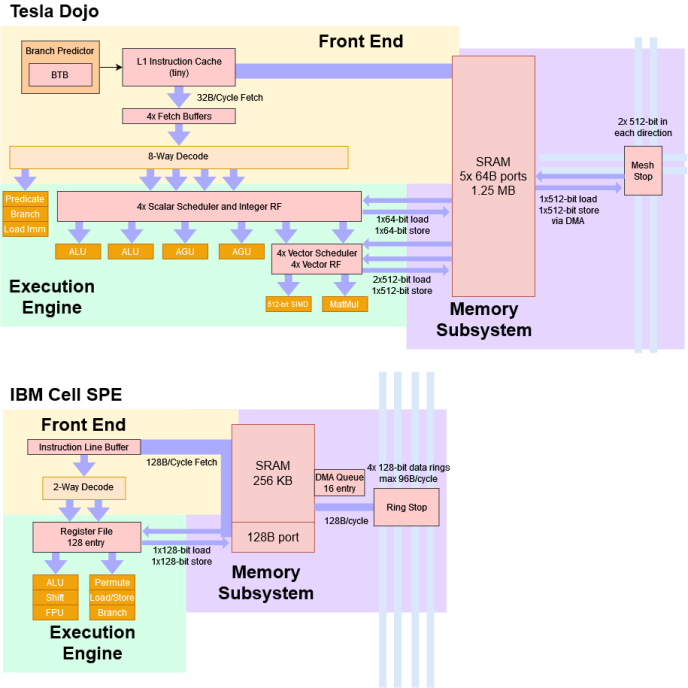 Tesla Dojo
Front End
Branch Predictor
BTB
L1 Instruction Cache
(tiny)
32B/Cycle Fetch
4x Fetch Buffers
8-Way Decode
Predicate
Branch
Load Imm
4x Scalar Scheduler and Integer RF
ALU
ALU
AGU
AGU
1x64-bit load
1x64-bit store
4x Vector Scheduler
4x Vector RF
2x512-bit load
1x512-bit store
512-bit SIMD
MatMul
Execution
Engine
SRAM
5x 64B ports
1.25 MB
2x 512-bit in
each direction
Mesh
Stop
1x512-bit load
1x512-bit store
via DMA
Memory
Subsystem
IBM Cell SPE
Front End
Instruction Line Buffer
128B/Cycle Fetch
2-Way Decode
Register File
128 entry
1x128-bit load
1x128-bit store
ALU
Shift
FPU
Permute
Load/Store
Branch
Execution
Engine
SRAM
256 KB
128B port
DMA Queue
16 entry
128B/cycle
4x 128-bit data rings
max 96B/cycle
Ring Stop
Memory
Subsystem